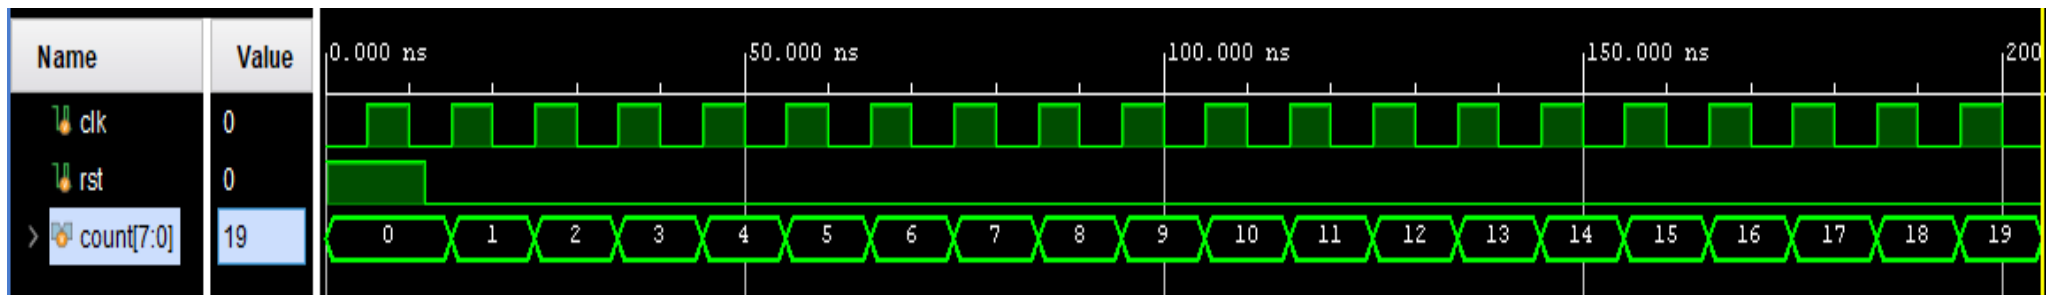 Name Value 0.000 ns 50.000 ns 100.000 ns 150.000 ns 200
clk 0
rst 0
count[7:0] 19 0 1 2 3 4 5 6 7 8 9 10 11 12 13 14 15 16 17 18 19